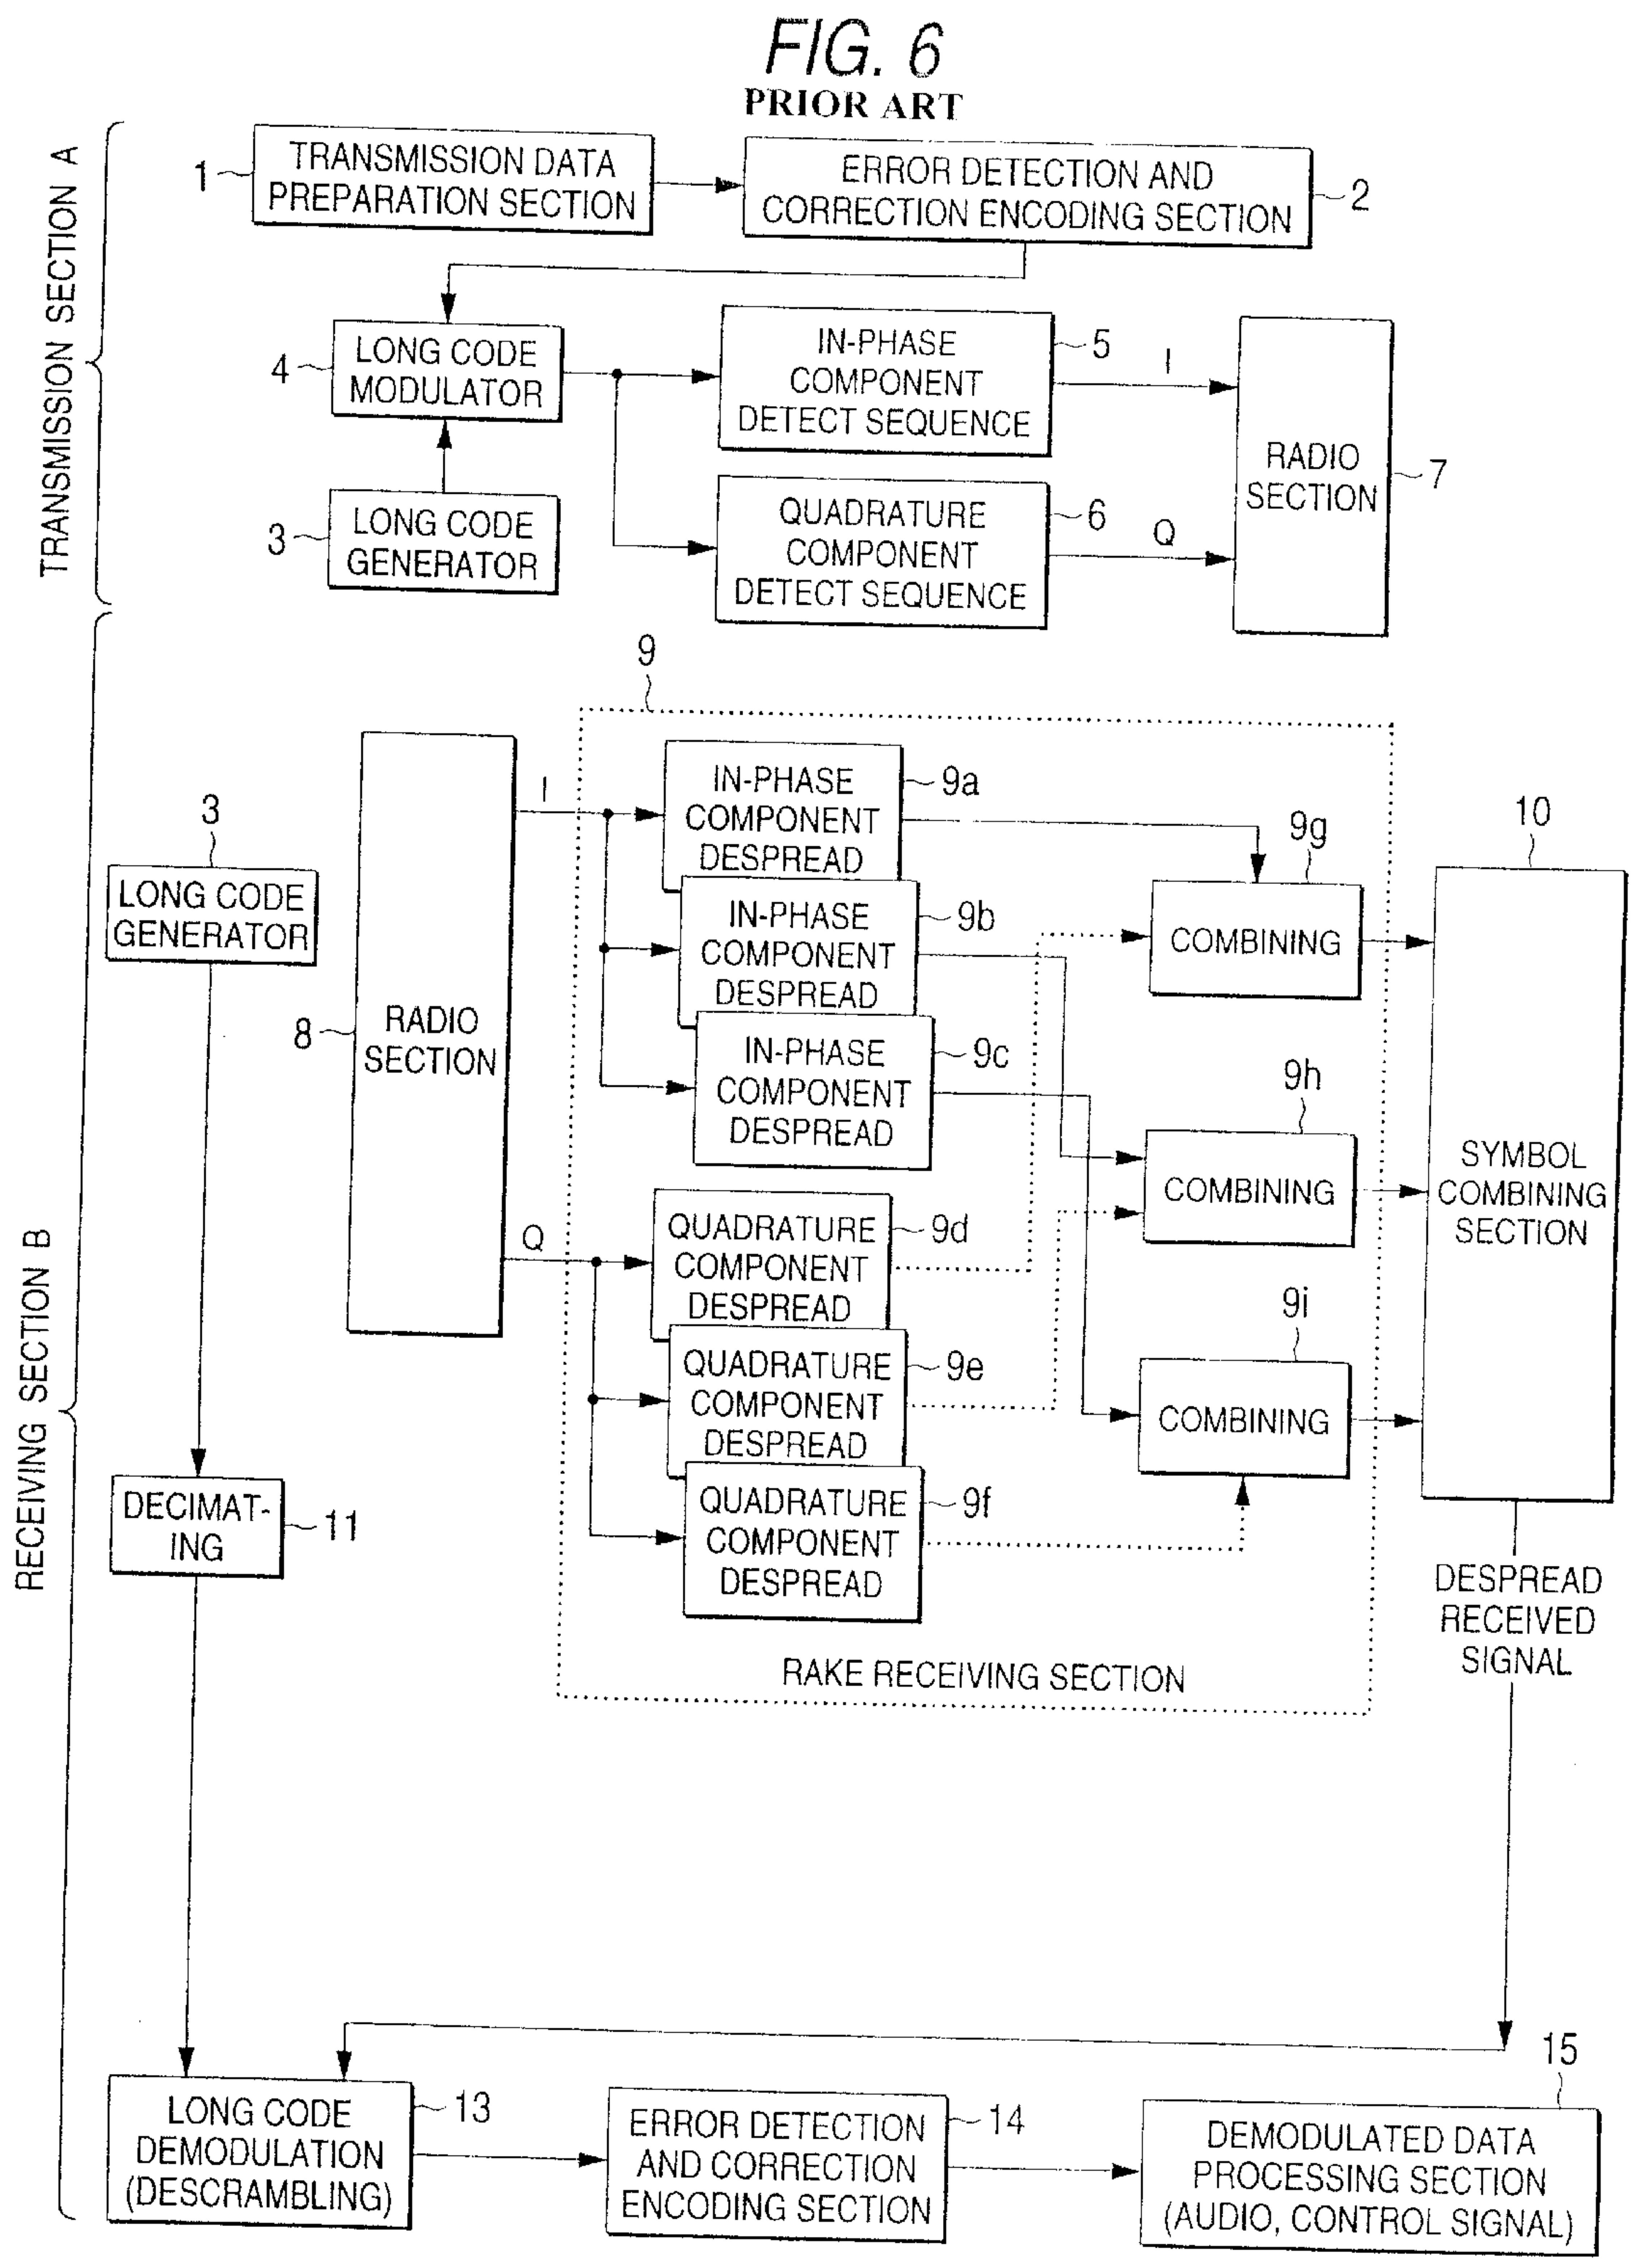 FIG. 6
PRIOR ART
TRANSMISSION SECTION A
1
TRANSMISSION DATA
PREPARATION SECTION
ERROR DETECTION AND
CORRECTION ENCODING SECTION
2
4
LONG CODE
MODULATOR
IN-PHASE
COMPONENT
DETECT SEQUENCE
5
I
RADIO
SECTION
7
3
LONG CODE
GENERATOR
QUADRATURE
COMPONENT
DETECT SEQUENCE
6
Q
RECEIVING SECTION B
3
LONG CODE
GENERATOR
8
RADIO
SECTION
I
Q
9
IN-PHASE
COMPONENT
DESPREAD
9a
IN-PHASE
COMPONENT
DESPREAD
9b
IN-PHASE
COMPONENT
DESPREAD
9c
QUADRATURE
COMPONENT
DESPREAD
9d
QUADRATURE
COMPONENT
DESPREAD
9e
QUADRATURE
COMPONENT
DESPREAD
9f
9g
COMBINING
9h
COMBINING
9i
COMBINING
RAKE RECEIVING SECTION
10
SYMBOL
COMBINING
SECTION
DESPREAD
RECEIVED
SIGNAL
DECIMAT-
ING
11
LONG CODE
DEMODULATION
(DESCRAMBLING)
13
ERROR DETECTION
AND CORRECTION
ENCODING SECTION
14
15
DEMODULATED DATA
PROCESSING SECTION
(AUDIO, CONTROL SIGNAL)